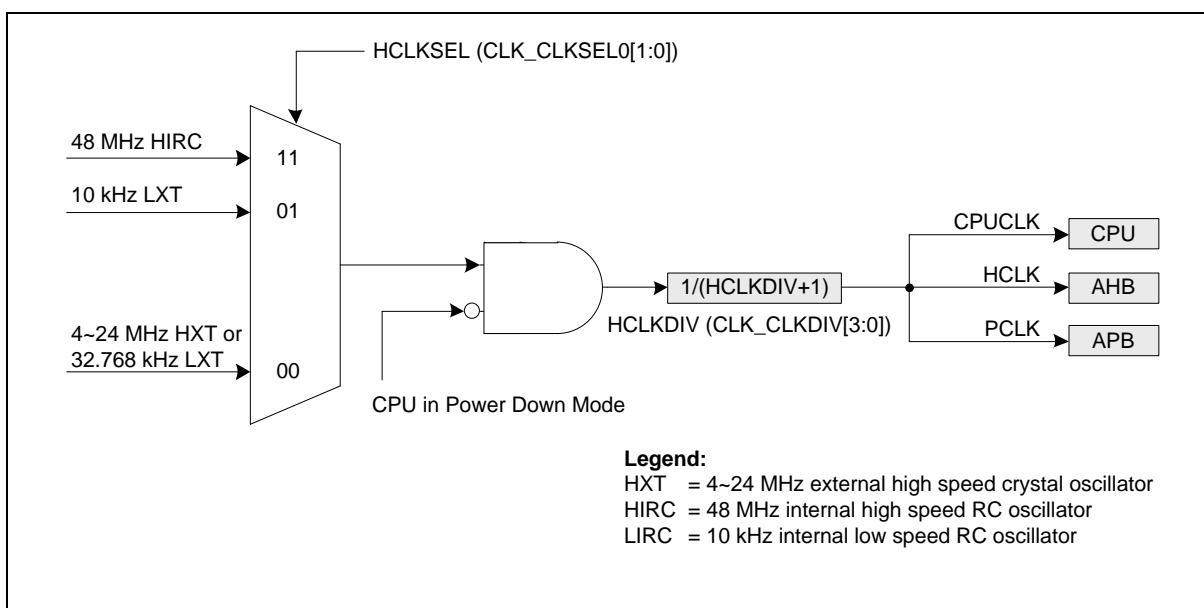 HCLKSEL (CLK_CLKSEL0[1:0])
48 MHz HIRC
11
10 kHz LXT
01
4~24 MHz HXT or
32.768 kHz LXT
00
CPU in Power Down Mode
1/(HCLKDIV+1)
HCLKDIV (CLK_CLKDIV[3:0])
CPUCLK
CPU
HCLK
AHB
PCLK
APB
Legend:
HXT = 4~24 MHz external high speed crystal oscillator
HIRC = 48 MHz internal high speed RC oscillator
LIRC = 10 kHz internal low speed RC oscillator